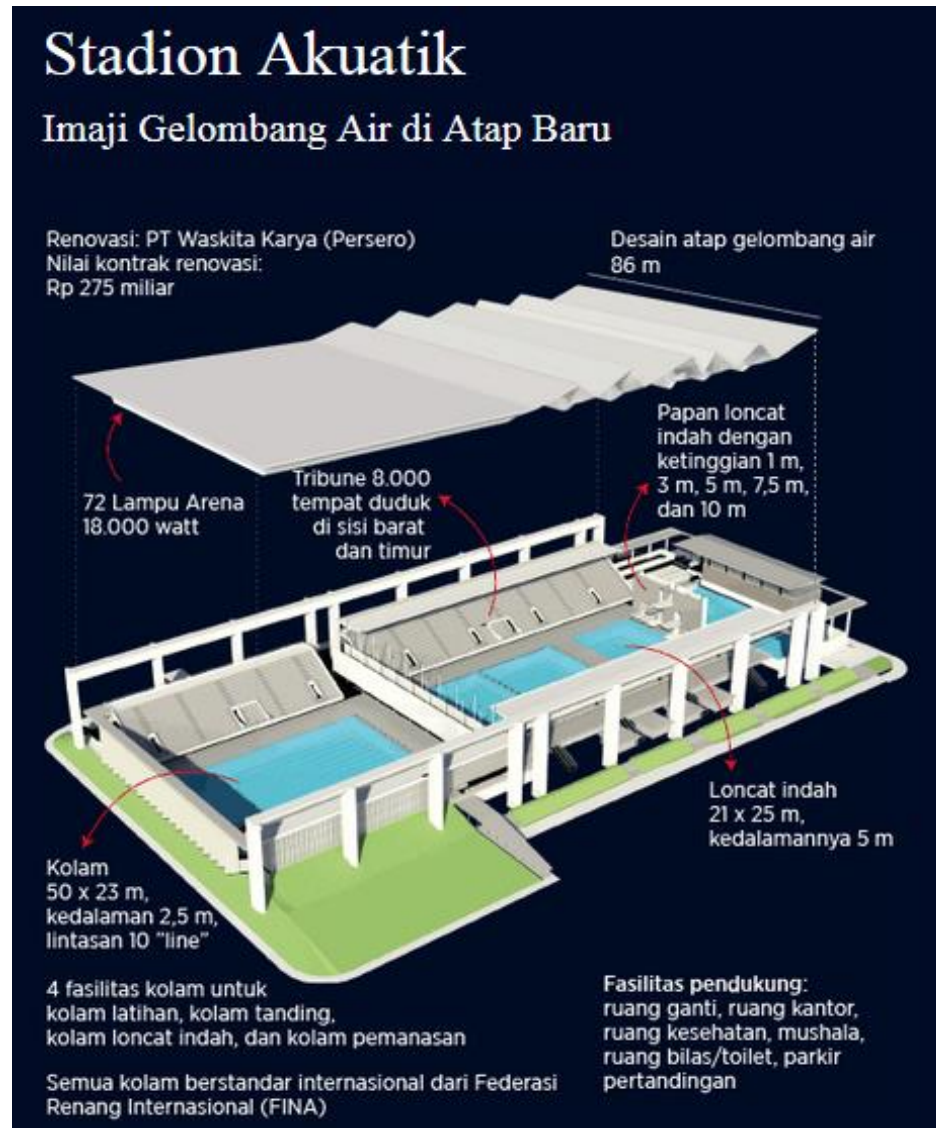 Stadion Akuatik
Imaji Gelombang Air di Atap Baru
Renovasi: PT Waskita Karya (Persero)
Nilai kontrak renovasi:
Rp 275 miliar
Desain atap gelombang air
86 m
72 Lampu Arena
18.000 watt
Tribune 8.000
tempat duduk
di sisi barat
dan timur
Papan loncat
indah dengan
ketinggian 1 m,
3 m, 5 m, 7,5 m,
dan 10 m
Loncat indah
21 x 25 m,
kedalamannya 5 m
Kolam
50 x 23 m,
kedalaman 2,5 m,
lintasan 10 "line"
4 fasilitas kolam untuk
kolam latihan, kolam tanding,
kolam loncat indah, dan kolam pemanasan
Semua kolam berstandar internasional dari Federasi
Renang Internasional (FINA)
Fasilitas pendukung:
ruang ganti, ruang kantor,
ruang kesehatan, mushala,
ruang bilas/toilet, parkir
pertandingan